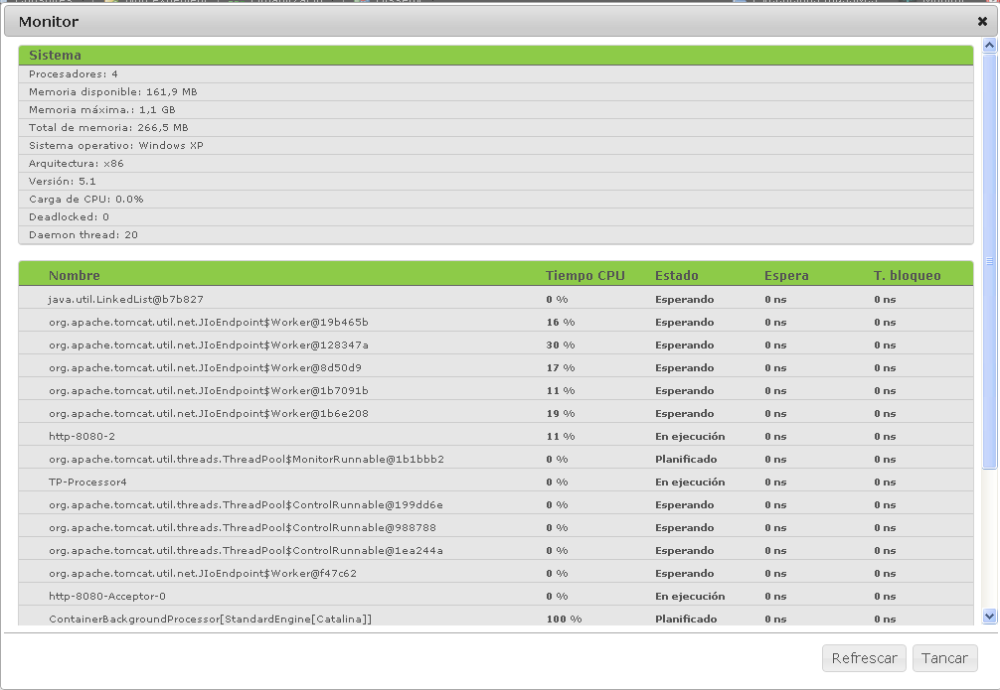 Monitor
Sistema
Procesadores: 4
Memoria disponible: 161,9 MB
Memoria máxima.: 1,1 GB
Total de memoria: 266,5 MB
Sistema operativo: Windows XP
Arquitectura: x86
Versión: 5.1
Carga de CPU: 0.0%
Deadlocked: 0
Daemon thread: 20
Nombre Tiempo CPU Estado Espera T. bloqueo
java.util.LinkedList@b7b827 0 % Esperando 0 ns 0 ns
org.apache.tomcat.util.net.JIoEndpoint$Worker@19b465b 16 % Esperando 0 ns 0 ns
org.apache.tomcat.util.net.JIoEndpoint$Worker@128347a 30 % Esperando 0 ns 0 ns
org.apache.tomcat.util.net.JIoEndpoint$Worker@8d50d9 17 % Esperando 0 ns 0 ns
org.apache.tomcat.util.net.JIoEndpoint$Worker@1b7091b 11 % Esperando 0 ns 0 ns
org.apache.tomcat.util.net.JIoEndpoint$Worker@1b6e208 19 % Esperando 0 ns 0 ns
http-8080-2 11 % En ejecución 0 ns 0 ns
org.apache.tomcat.util.threads.ThreadPool$MonitorRunnable@1b1bbb2 0 % Planificado 0 ns 0 ns
TP-Processor4 0 % En ejecución 0 ns 0 ns
org.apache.tomcat.util.threads.ThreadPool$ControlRunnable@199dd6e 0 % Esperando 0 ns 0 ns
org.apache.tomcat.util.threads.ThreadPool$ControlRunnable@988788 0 % Esperando 0 ns 0 ns
org.apache.tomcat.util.threads.ThreadPool$ControlRunnable@1ea244a 0 % Esperando 0 ns 0 ns
org.apache.tomcat.util.net.JIoEndpoint$Worker@f47c62 0 % Esperando 0 ns 0 ns
http-8080-Acceptor-0 0 % En ejecución 0 ns 0 ns
ContainerBackgroundProcessor[StandardEngine[Catalina]] 100 % Planificado 0 ns 0 ns
Refrescar Tancar